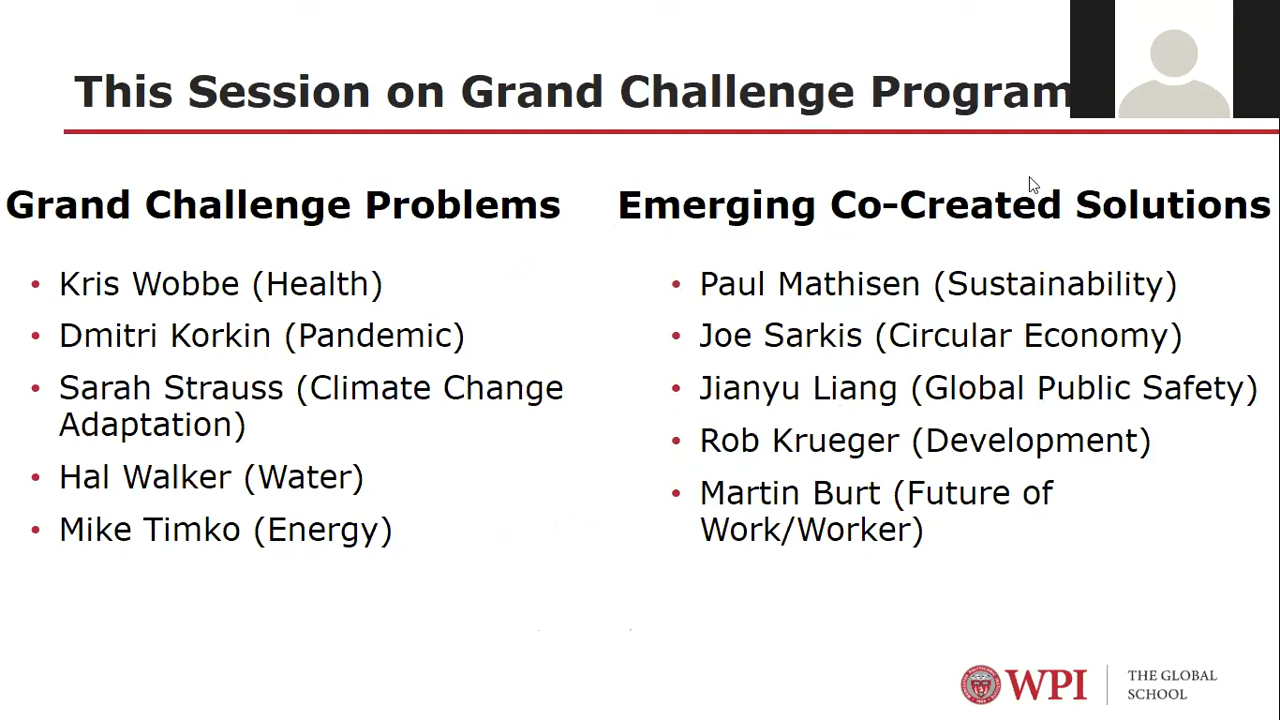 This Session on Grand Challenge Program
Grand Challenge Problems
• Kris Wobbe (Health)
• Dmitri Korkin (Pandemic)
• Sarah Strauss (Climate Change
Adaptation)
• Hal Walker (Water)
• Mike Timko (Energy)
Emerging Co-Created Solutions
• Paul Mathisen (Sustainability)
• Joe Sarkis (Circular Economy)
• Jianyu Liang (Global Public Safety)
• Rob Krueger (Development)
• Martin Burt (Future of
Work/Worker)
WPI
THE GLOBAL
SCHOOL